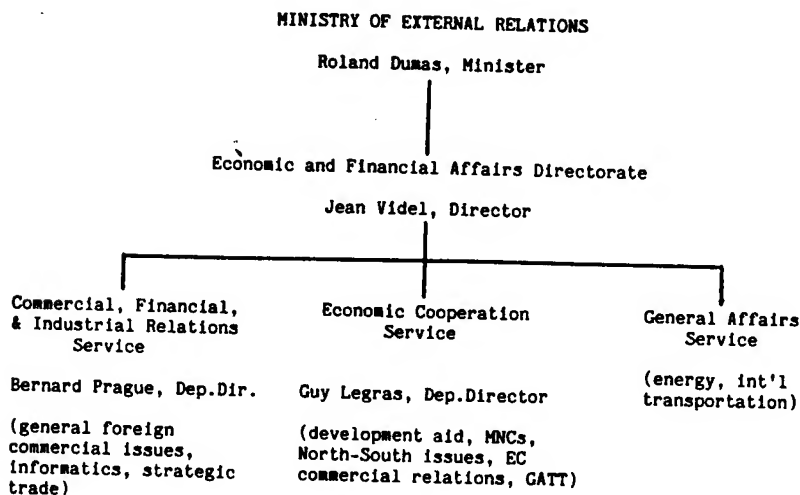 MINISTRY OF EXTERNAL RELATIONS
Roland Dumas, Minister
Economic and Financial Affairs Directorate
Jean Videl, Director
Commercial, Financial,
& Industrial Relations
Service
Bernard Prague, Dep.Dir.
(general foreign
commercial issues,
informatics, strategic
trade)
Economic Cooperation
Service
Guy Legras, Dep.Director
(development aid, MNCs,
North-South issues, EC
commercial relations, GATT)
General Affairs
Service
(energy, int'l
transportation)